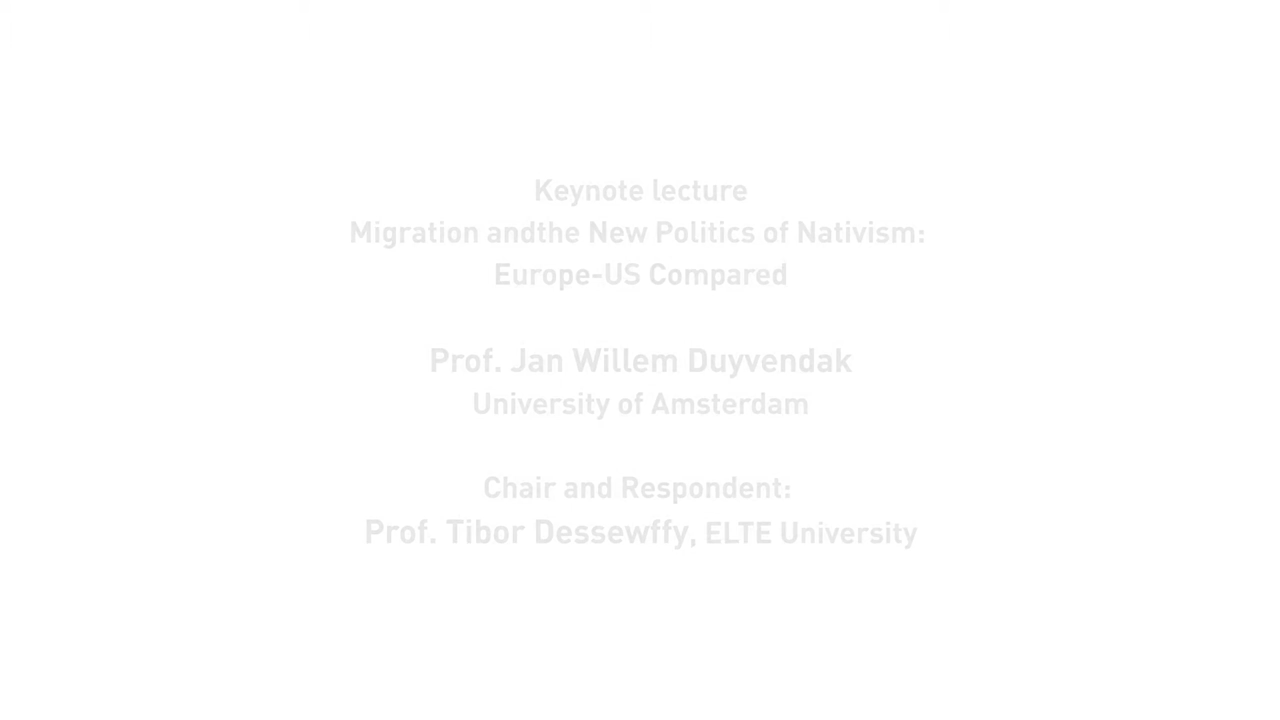 Keynote lecture
Migration andthe New Politics of Nativism:
Europe-US Compared
Prof. Jan Willem Duyvendak
University of Amsterdam
Chair and Respondent:
Prof. Tibor Dessewffy, ELTE University